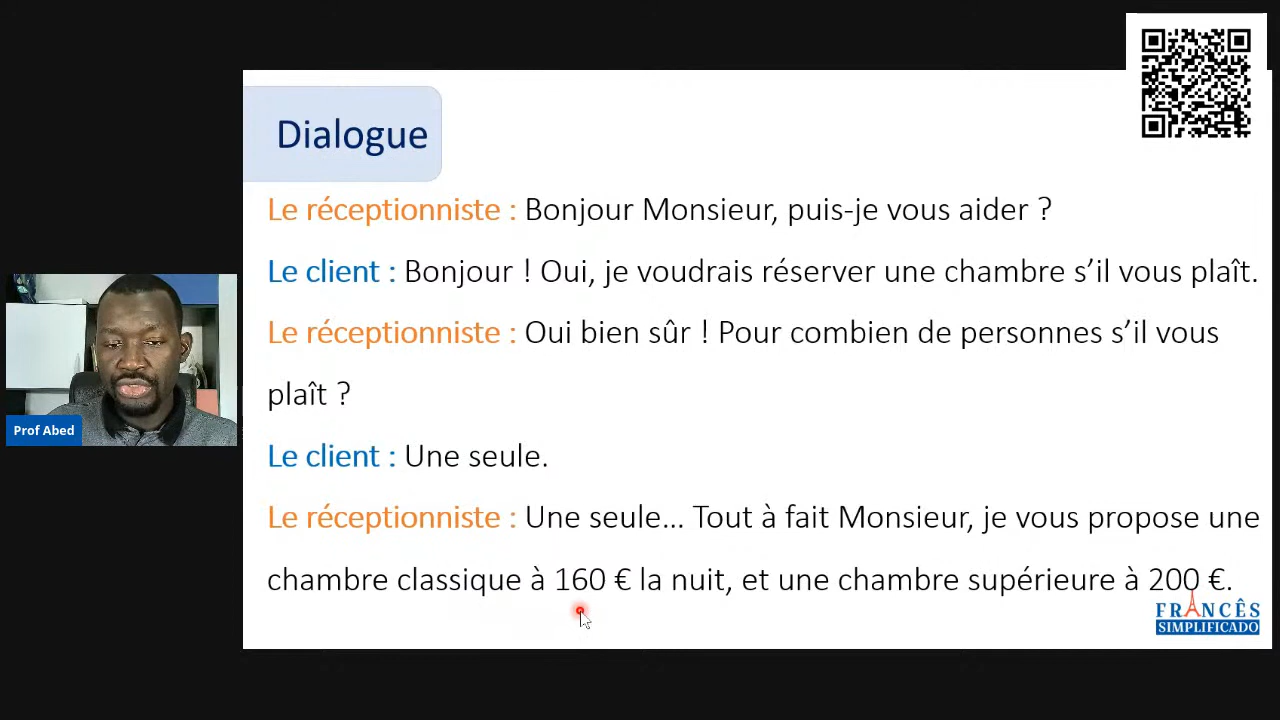 Dialogue
Le réceptionniste : Bonjour Monsieur, puis-je vous aider ?
Le client : Bonjour ! Oui, je voudrais réserver une chambre s’il vous plaît.
Le réceptionniste : Oui bien sûr ! Pour combien de personnes s’il vous
plaît ?
Le client : Une seule.
Le réceptionniste : Une seule… Tout à fait Monsieur, je vous propose une
chambre classique à 160 € la nuit, et une chambre supérieure à 200 €.
Prof Abed
FRANCÊS
SIMPLIFICADO